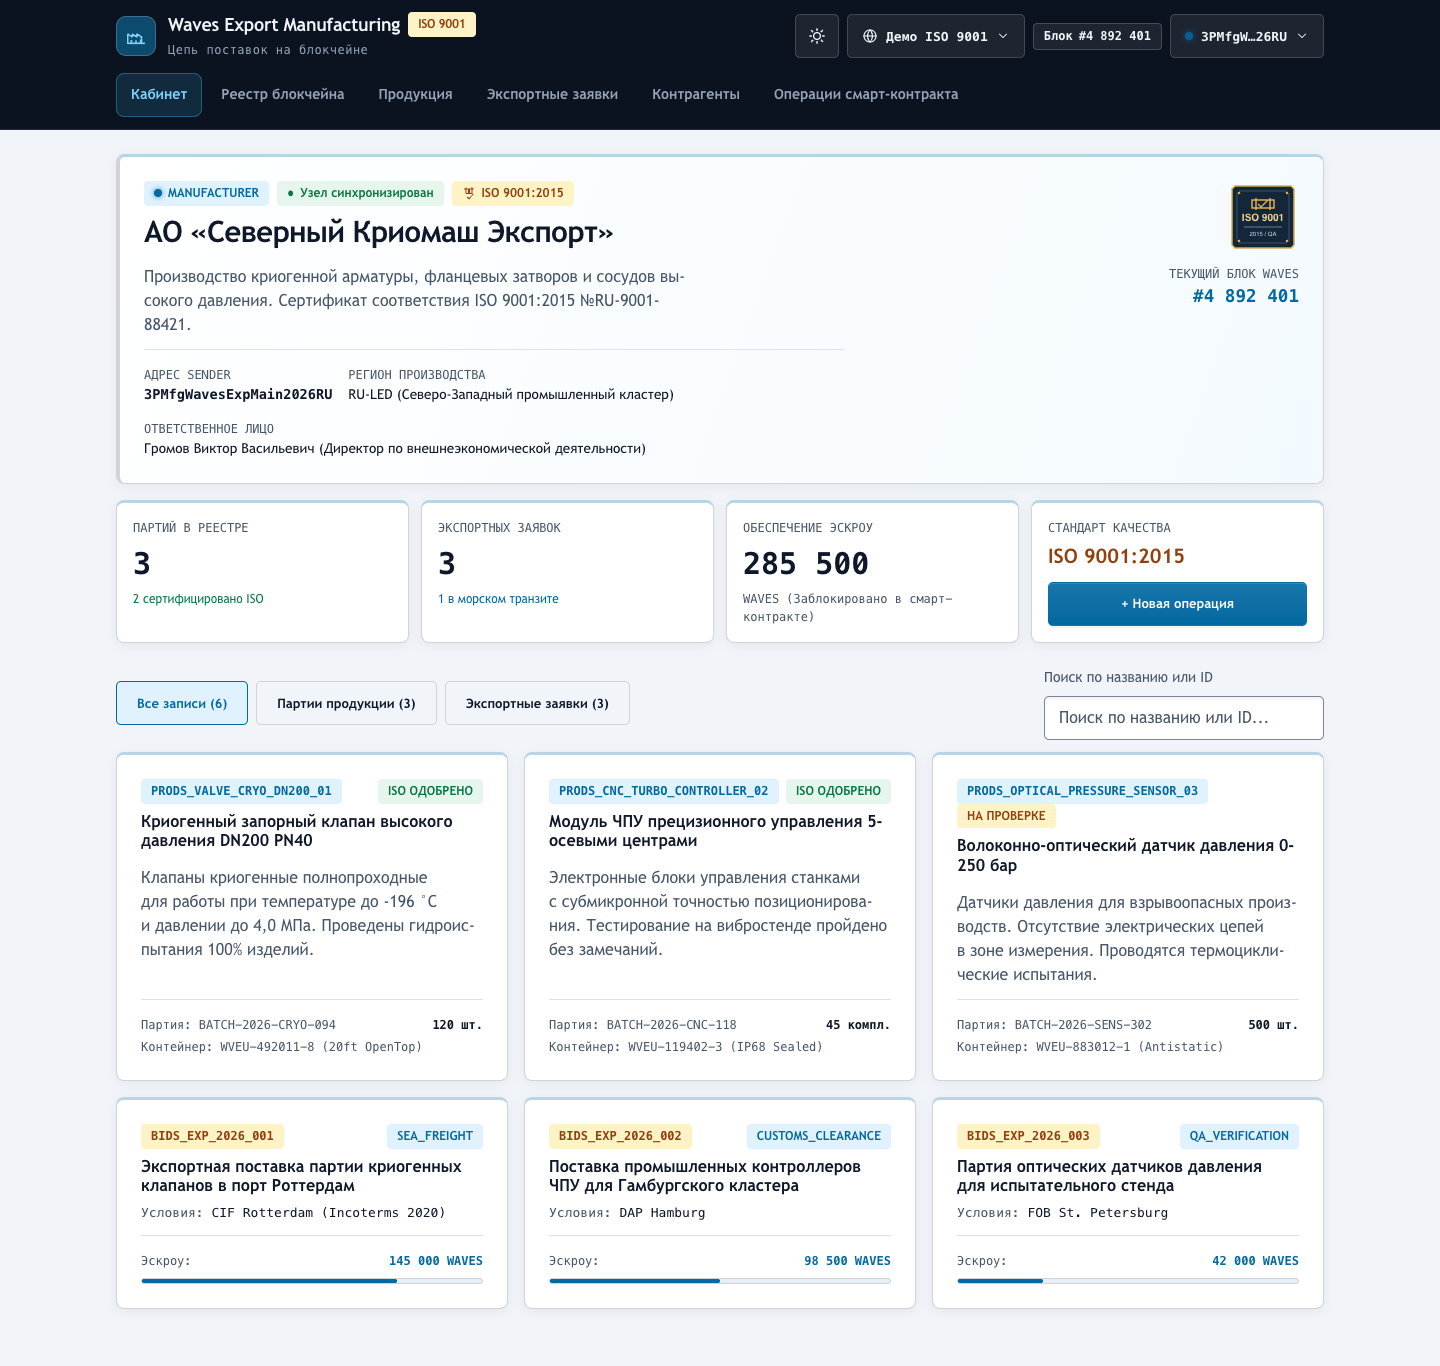 Waves Export Manufacturing ISO 9001
Цепь поставок на блокчейне
Демо ISO 9001
Блок #4 892 401
3PMfgW…26RU
Кабинет
Реестр блокчейна
Продукция
Экспортные заявки
Контрагенты
Операции смарт-контракта
MANUFACTURER
Узел синхронизирован
ISO 9001:2015
АО «Северный Криомаш Экспорт»
Производство криогенной арматуры, фланцевых затворов и сосудов вы-
сокого давления. Сертификат соответствия ISO 9001:2015 №RU-9001-
88421.
ISO 9001
2015 / QA
ТЕКУЩИЙ БЛОК WAVES
#4 892 401
АДРЕС SENDER
3PMfgWavesExpMain2026RU
РЕГИОН ПРОИЗВОДСТВА
RU-LED (Северо-Западный промышленный кластер)
ОТВЕТСТВЕННОЕ ЛИЦО
Громов Виктор Васильевич (Директор по внешнеэкономической деятельности)
ПАРТИЙ В РЕЕСТРЕ
3
2 сертифицировано ISO
ЭКСПОРТНЫХ ЗАЯВОК
3
1 в морском транзите
ОБЕСПЕЧЕНИЕ ЭСКРОУ
285 500
WAVES (Заблокировано в смарт-
контракте)
СТАНДАРТ КАЧЕСТВА
ISO 9001:2015
+ Новая операция
Все записи (6)
Партии продукции (3)
Экспортные заявки (3)
Поиск по названию или ID
Поиск по названию или ID...
PRODS_VALVE_CRYO_DN200_01
ISO ОДОБРЕНО
Криогенный запорный клапан высокого
давления DN200 PN40
Клапаны криогенные полнопроходные
для работы при температуре до -196 °C
и давлении до 4,0 МПа. Проведены гидроис-
пытания 100% изделий.
Партия: BATCH-2026-CRYO-094
120 шт.
Контейнер: WVEU-492011-8 (20ft OpenTop)
PRODS_CNC_TURBO_CONTROLLER_02
ISO ОДОБРЕНО
Модуль ЧПУ прецизионного управления 5-
осевыми центрами
Электронные блоки управления станками
с субмикронной точностью позиционирова-
ния. Тестирование на вибростенде пройдено
без замечаний.
Партия: BATCH-2026-CNC-118
45 компл.
Контейнер: WVEU-119402-3 (IP68 Sealed)
PRODS_OPTICAL_PRESSURE_SENSOR_03
НА ПРОВЕРКЕ
Волоконно-оптический датчик давления 0-
250 бар
Датчики давления для взрывоопасных произ-
водств. Отсутствие электрических цепей
в зоне измерения. Проводятся термоцикли-
ческие испытания.
Партия: BATCH-2026-SENS-302
500 шт.
Контейнер: WVEU-883012-1 (Antistatic)
BIDS_EXP_2026_001
SEA_FREIGHT
Экспортная поставка партии криогенных
клапанов в порт Роттердам
Условия: CIF Rotterdam (Incoterms 2020)
Эскроу:
145 000 WAVES
BIDS_EXP_2026_002
CUSTOMS_CLEARANCE
Поставка промышленных контроллеров
ЧПУ для Гамбургского кластера
Условия: DAP Hamburg
Эскроу:
98 500 WAVES
BIDS_EXP_2026_003
QA_VERIFICATION
Партия оптических датчиков давления
для испытательного стенда
Условия: FOB St. Petersburg
Эскроу:
42 000 WAVES